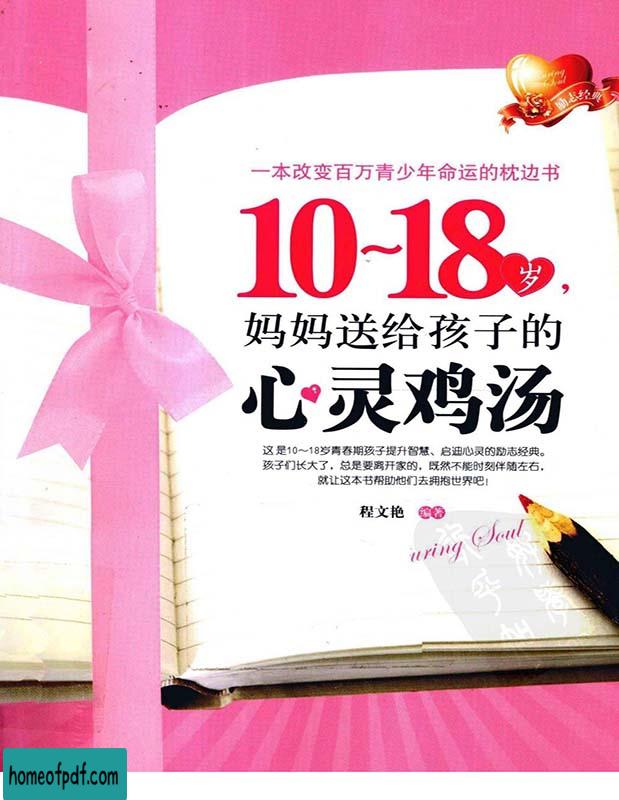 励志经典
一本改变百万青少年命运的枕边书
10~18岁,
妈妈送给孩子的
心灵鸡汤
这是10～18岁青春期孩子提升智慧、启迪心灵的励志经典。
孩子们长大了，总是要离开家的，既然不能时刻伴随左右，
就让这本书帮助他们去拥抱世界吧！
程文艳 编著
uring Soul
homeofpdf.com